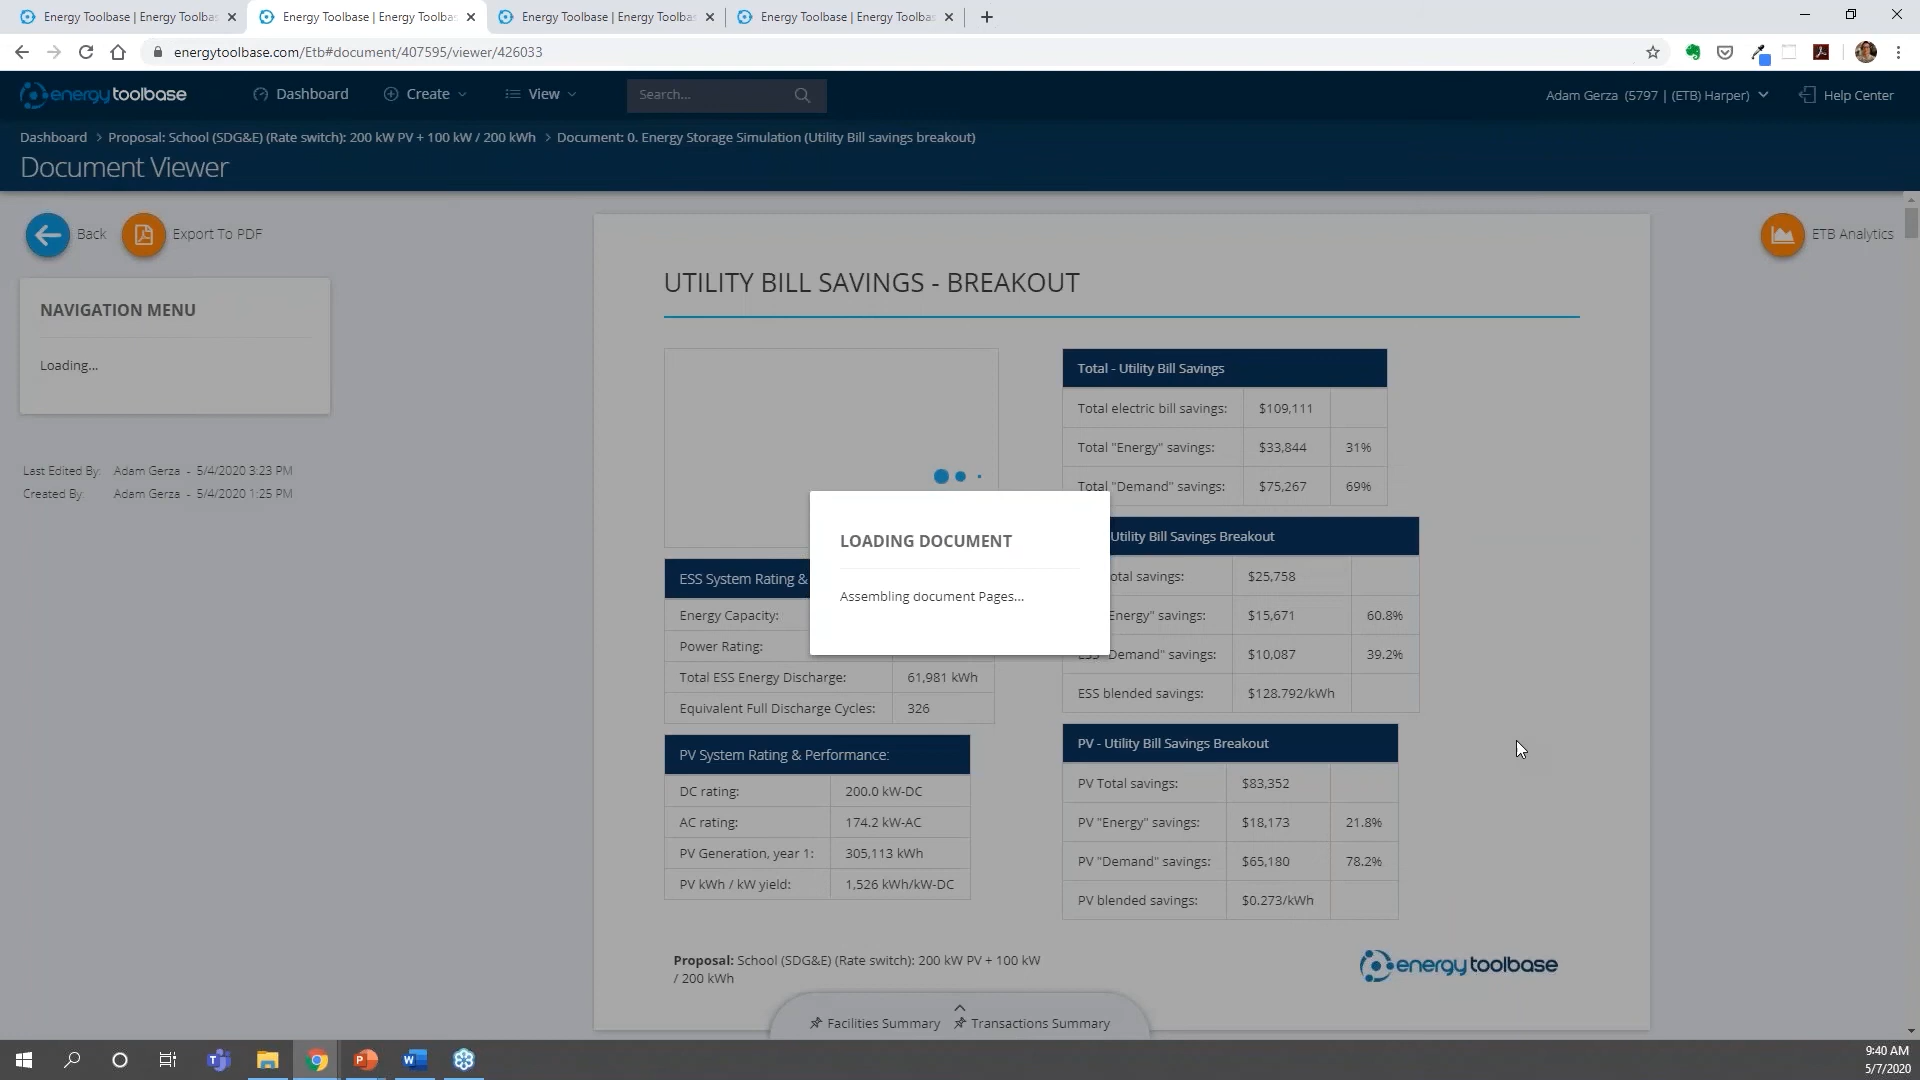 Energy Toolbase | Energy Toolbas
Energy Toolbase | Energy Toolbas
Energy Toolbase | Energy Toolbas
Energy Toolbase | Energy Toolbas
energytoolbase.com/Etb#document/407595/viewer/426033
energytoolbase
Dashboard
Create
View
Search...
Adam Gerza (5797 | (ETB) Harper)
Help Center
Dashboard > Proposal: School (SDG&E) (Rate switch): 200 kW PV + 100 kW / 200 kWh > Document: 0. Energy Storage Simulation (Utility Bill savings breakout)
Document Viewer
Back
Export To PDF
ETB Analytics
NAVIGATION MENU
Loading...
Last Edited By: Adam Gerza - 5/4/2020 3:23 PM
Created By: Adam Gerza - 5/4/2020 1:25 PM
UTILITY BILL SAVINGS - BREAKOUT
ESS System Rating &
Energy Capacity:
Power Rating:
Total ESS Energy Discharge: 61,981 kWh
Equivalent Full Discharge Cycles: 326
PV System Rating & Performance:
DC rating: 200.0 kW-DC
AC rating: 174.2 kW-AC
PV Generation, year 1: 305,113 kWh
PV kWh / kW yield: 1,526 kWh/kW-DC
Total - Utility Bill Savings
Total electric bill savings: $109,111
Total "Energy" savings: $33,844 31%
Total "Demand" savings: $75,267 69%
Utility Bill Savings Breakout
otal savings: $25,758
Energy" savings: $15,671 60.8%
ESS "Demand" savings: $10,087 39.2%
ESS blended savings: $128.792/kWh
PV - Utility Bill Savings Breakout
PV Total savings: $83,352
PV "Energy" savings: $18,173 21.8%
PV "Demand" savings: $65,180 78.2%
PV blended savings: $0.273/kWh
LOADING DOCUMENT
Assembling document Pages...
Proposal: School (SDG&E) (Rate switch): 200 kW PV + 100 kW
/ 200 kWh
energytoolbase
Facilities Summary
Transactions Summary
9:40 AM
5/7/2020